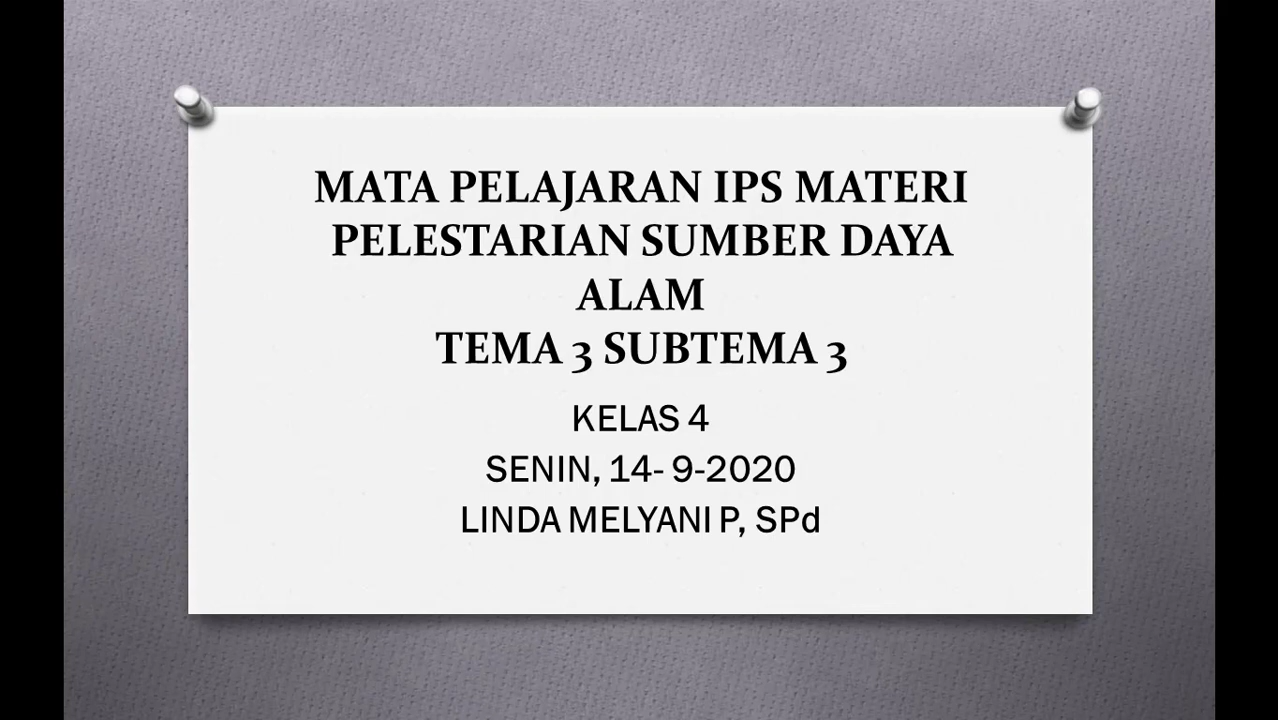 MATA PELAJARAN IPS MATERI
PELESTARIAN SUMBER DAYA
ALAM
TEMA 3 SUBTEMA 3
KELAS 4
SENIN, 14- 9-2020
LINDA MELYANI P, SPd